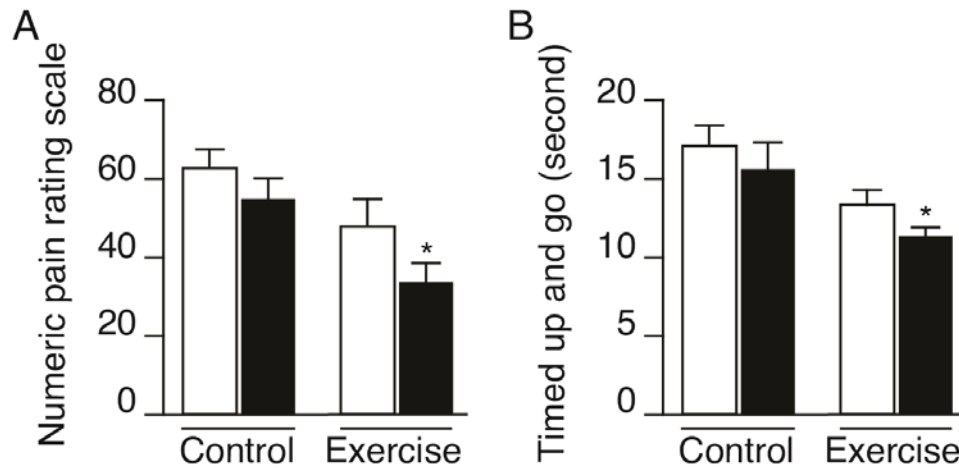 A
Numeric pain rating scale
80
60
40
20
0
*
Control
Exercise
B
Timed up and go (second)
20
15
10
5
0
*
Control
Exercise